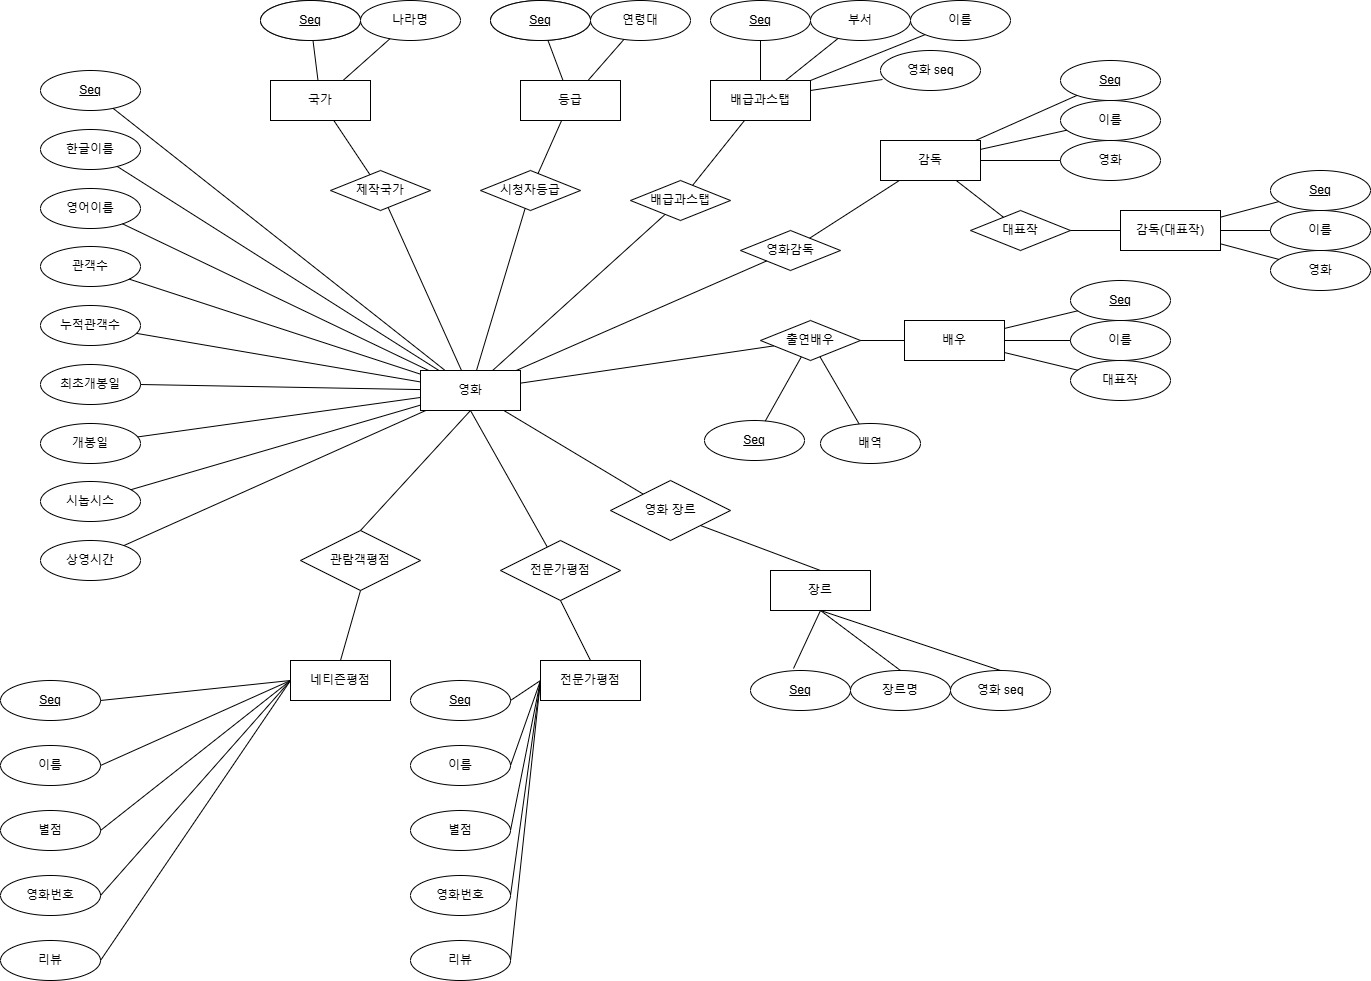 Seq
나라명
Seq
연령대
Seq
부서
이름
영화 seq
국가
등급
배급과스탭
Seq
이름
영화
감독
Seq
한글이름
영어이름
관객수
누적관객수
최초개봉일
개봉일
시놉시스
상영시간
제작국가
시청자등급
배급과스탭
영화감독
대표작
감독(대표작)
Seq
이름
영화
출연배우
배우
Seq
이름
대표작
영화
Seq
배역
영화 장르
관람객평점
전문가평점
장르
Seq
장르명
영화 seq
네티즌평점
Seq
이름
별점
영화번호
리뷰
전문가평점
Seq
이름
별점
영화번호
리뷰